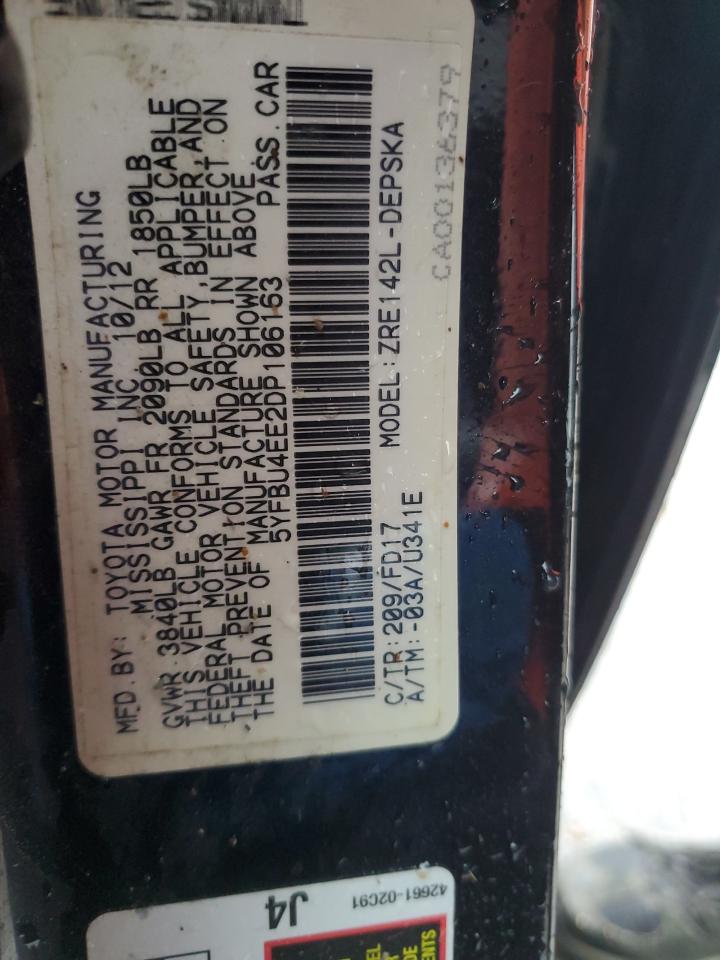 MFD.BY: TOYOTA MOTOR MANUFACTURING
MISSISSIPPI INC 10/12
GVWR 3840LB GAWR FR 2090LB RR 1850LB
THIS VEHICLE CONFORMS TO ALL APPLICABLE
FEDERAL MOTOR VEHICLE SAFETY,BUMPER,AND
THEFT PREVENTION STANDARDS IN EFFECT ON
THE DATE OF MANUFACTURE SHOWN ABOVE
5YFBU4EE2DP106163 PASS.CAR
C/TR:209/FD17 MODEL:ZRE142L-DEPSKA
A/TM:-03A/U341E
CA00136379
J4
42661-02C91